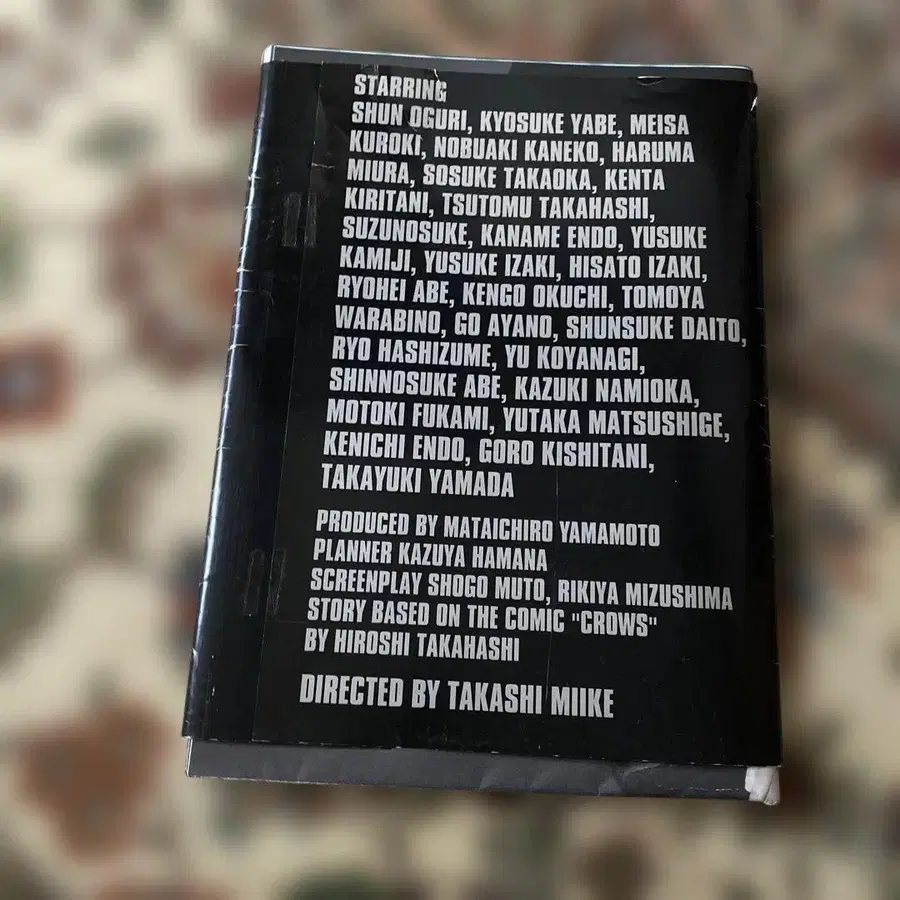 STARRING
SHUN OGURI, KYOSUKE YABE, MEISA
KUROKI, NOBUAKI KANEKO, HARUMA
MIURA, SOSUKE TAKAOKA, KENTA
KIRITANI, TSUTOMU TAKAHASHI,
SUZUNOSUKE, KANAME ENDO, YUSUKE
KAMIJI, YUSUKE IZAKI, HISATO IZAKI,
RYOHEI ABE, KENGO OKUCHI, TOMOYA
WARABINO, GO AYANO, SHUNSUKE DAITO,
RYO HASHIZUME, YU KOYANAGI,
SHINNOSUKE ABE, KAZUKI NAMIOKA,
MOTOKI FUKAMI, YUTAKA MATSUSHIGE,
KENICHI ENDO, GORO KISHITANI,
TAKAYUKI YAMADA
PRODUCED BY MATAICHIRO YAMAMOTO
PLANNER KAZUYA HAMANA
SCREENPLAY SHOGO MUTO, RIKIYA MIZUSHIMA
STORY BASED ON THE COMIC "CROWS"
BY HIROSHI TAKAHASHI
DIRECTED BY TAKASHI MIIKE